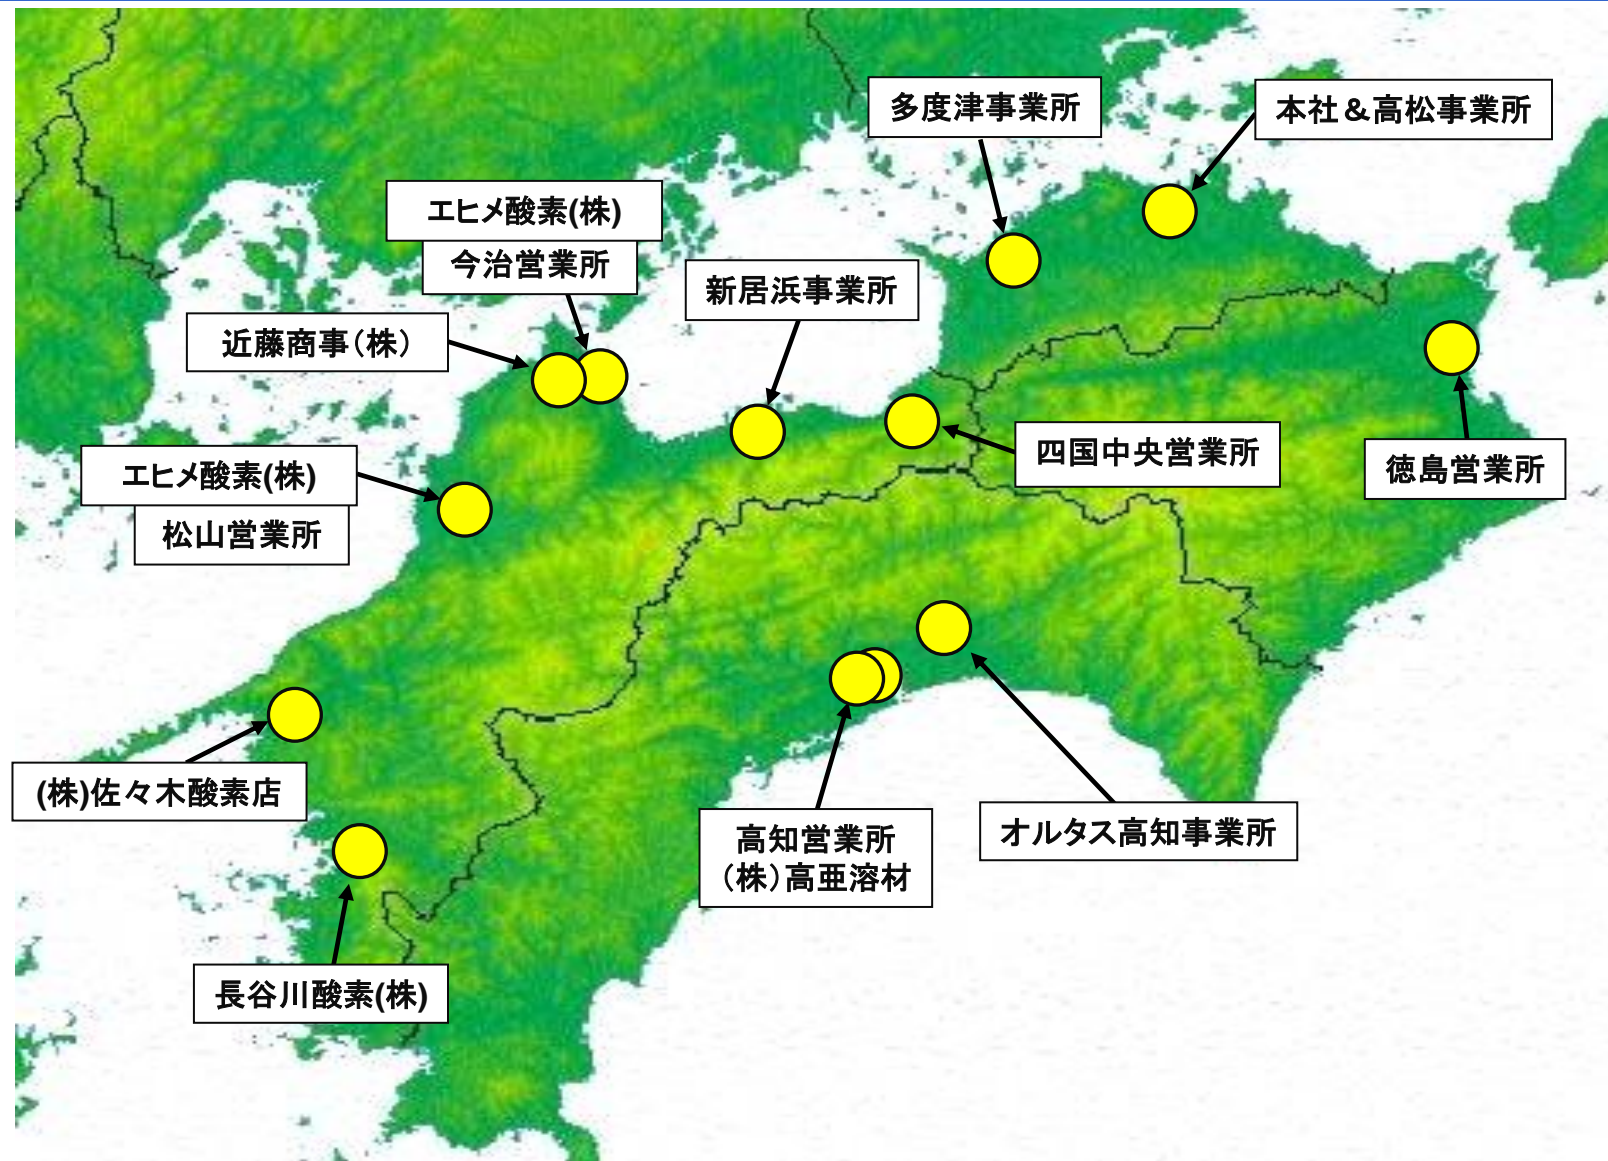 多度津事業所
本社＆高松事業所
エヒメ酸素(株)
今治営業所
新居浜事業所
近藤商事（株）
四国中央営業所
徳島営業所
エヒメ酸素(株)
松山営業所
(株)佐々木酸素店
高知営業所
（株）高亜溶材
オルタス高知事業所
長谷川酸素(株)